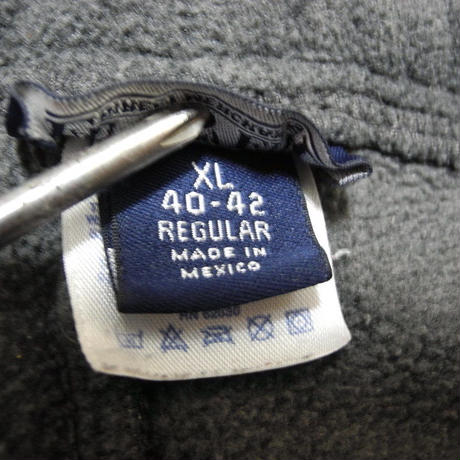 XL
40-42
REGULAR
MADE IN
MEXICO